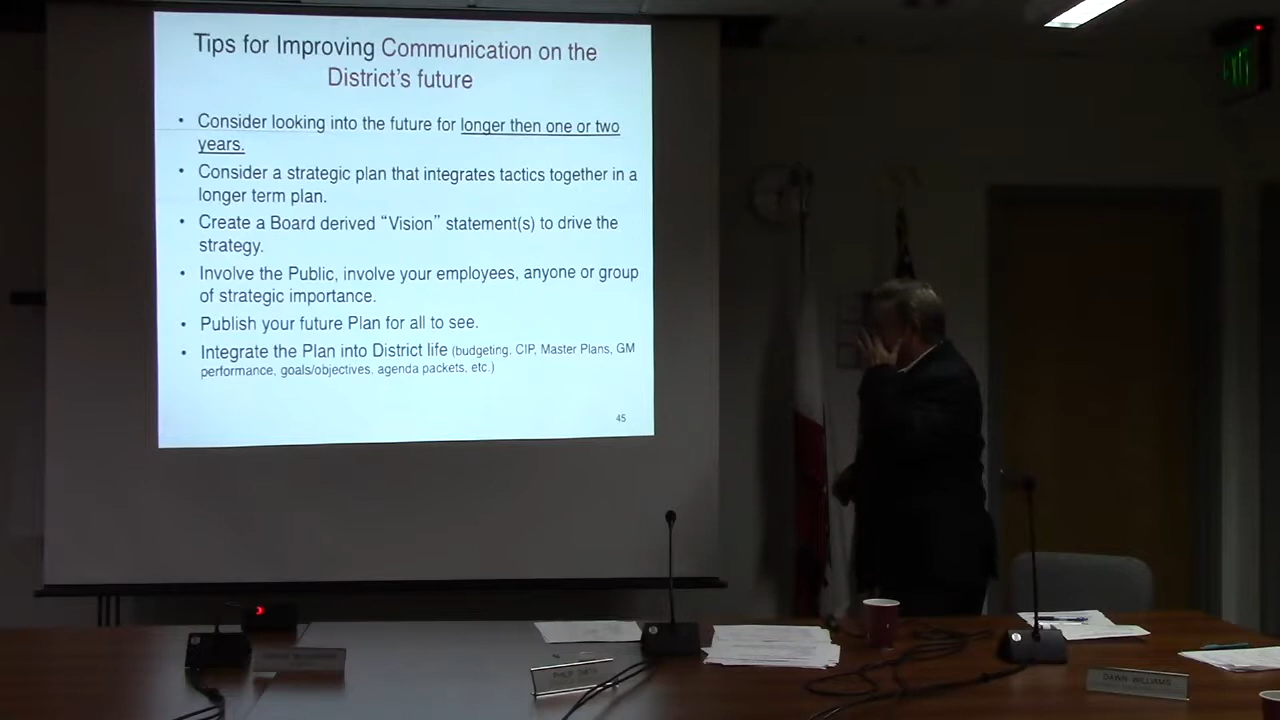 Tips for Improving Communication on the
District's future
• Consider looking into the future for longer then one or two
years.
• Consider a strategic plan that integrates tactics together in a
longer term plan.
• Create a Board derived “Vision” statement(s) to drive the
strategy.
• Involve the Public, involve your employees, anyone or group
of strategic importance.
• Publish your future Plan for all to see.
• Integrate the Plan into District life (budgeting, CIP, Master Plans, GM
performance, goals/objectives, agenda packets, etc.)
45
EXIT
DAWN WILLIAMS